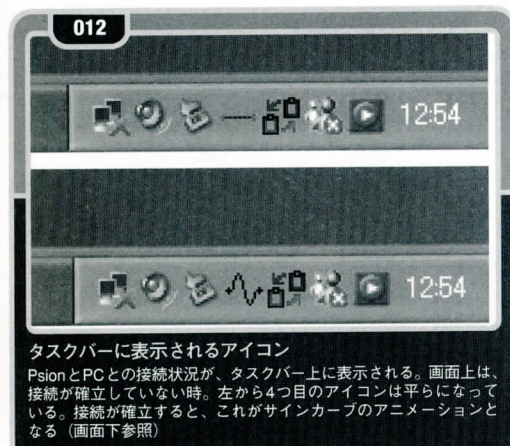 012
12:54
12:54
タスクバーに表示されるアイコン
PsionとPCとの接続状況が、タスクバー上に表示される。画面上は、
接続が確立していない時。左から4つ目のアイコンは平らになって
いる。接続が確立すると、これがサインカーブのアニメーションと
なる（画面下参照）